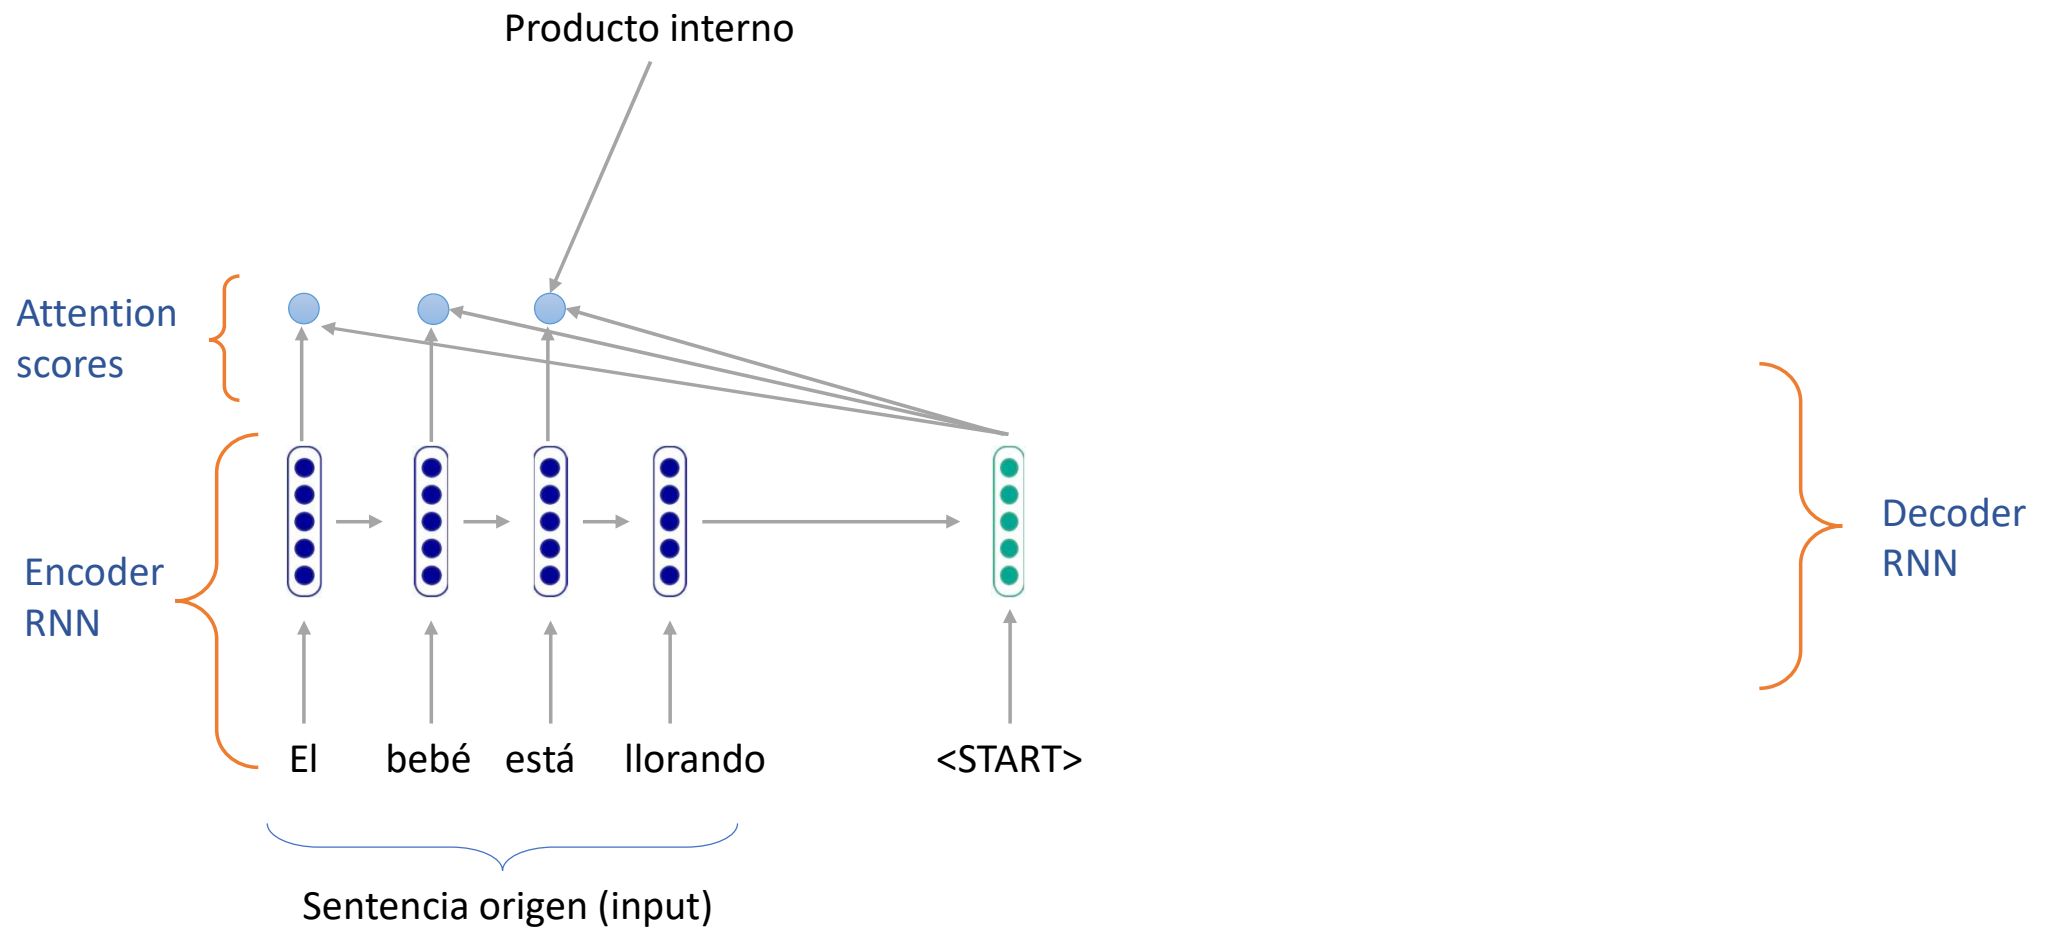 Producto interno
Attention
scores
Encoder
RNN
Decoder
RNN
El bebé está llorando <START>
Sentencia origen (input)